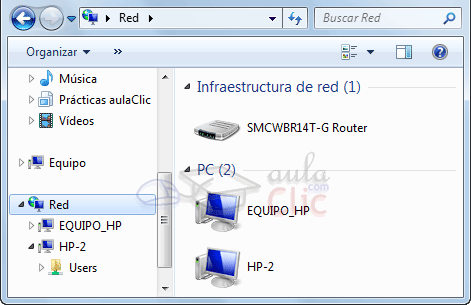 Red
Buscar Red
Organizar
»
Música
Prácticas aulaClic
Vídeos
Equipo
Red
EQUIPO_HP
HP-2
Users
Infraestructura de red (1)
SMCWBR14T-G Router
PC (2)
EQUIPO_HP
HP-2
aula
.com
Clic